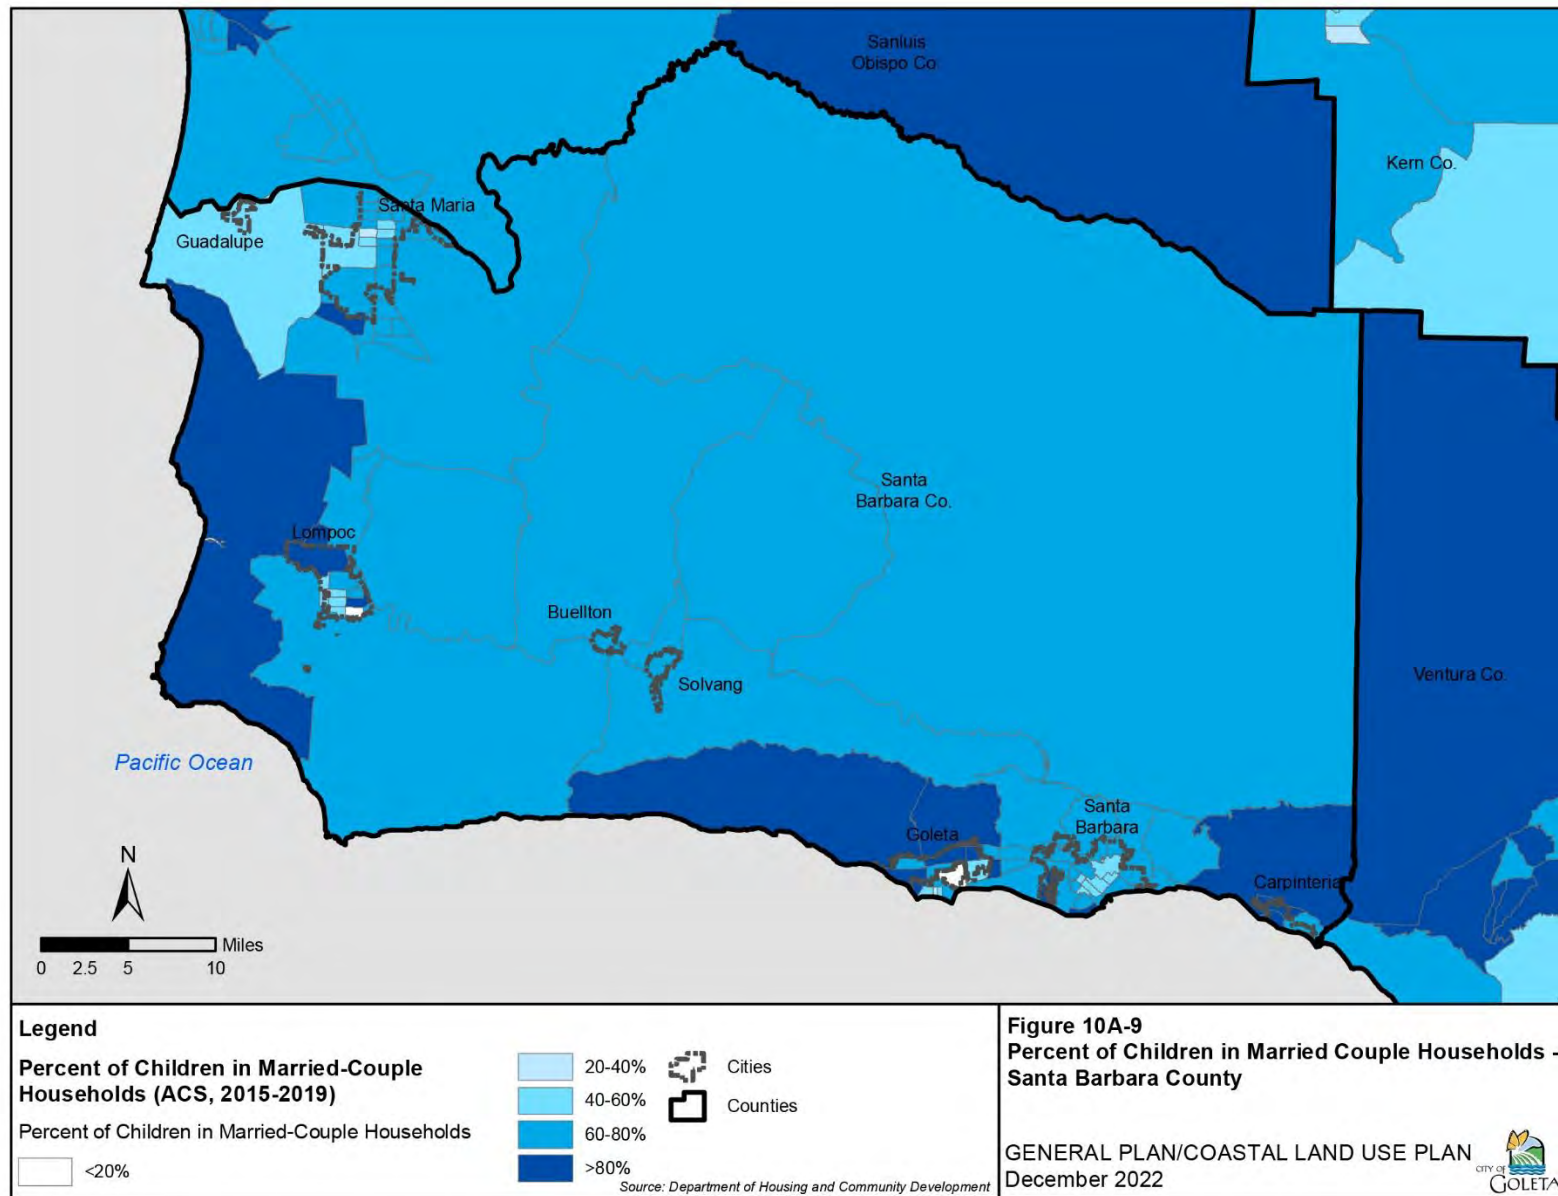 Sanluis
Obispo Co.
Kern Co.
Santa Maria
Guadalupe
Santa
Barbara Co.
Lompoc
Buellton
Solvang
Ventura Co.
Pacific Ocean
Santa
Barbara
Goleta
Carpinteria
N
Miles
0 2.5 5 10
Legend
Percent of Children in Married-Couple
Households (ACS, 2015-2019)
Percent of Children in Married-Couple Households
<20%
20-40%
40-60%
60-80%
>80%
Cities
Counties
Source: Department of Housing and Community Development
Figure 10A-9
Percent of Children in Married Couple Households -
Santa Barbara County
GENERAL PLAN/COASTAL LAND USE PLAN
December 2022
CITY OF
GOLETA